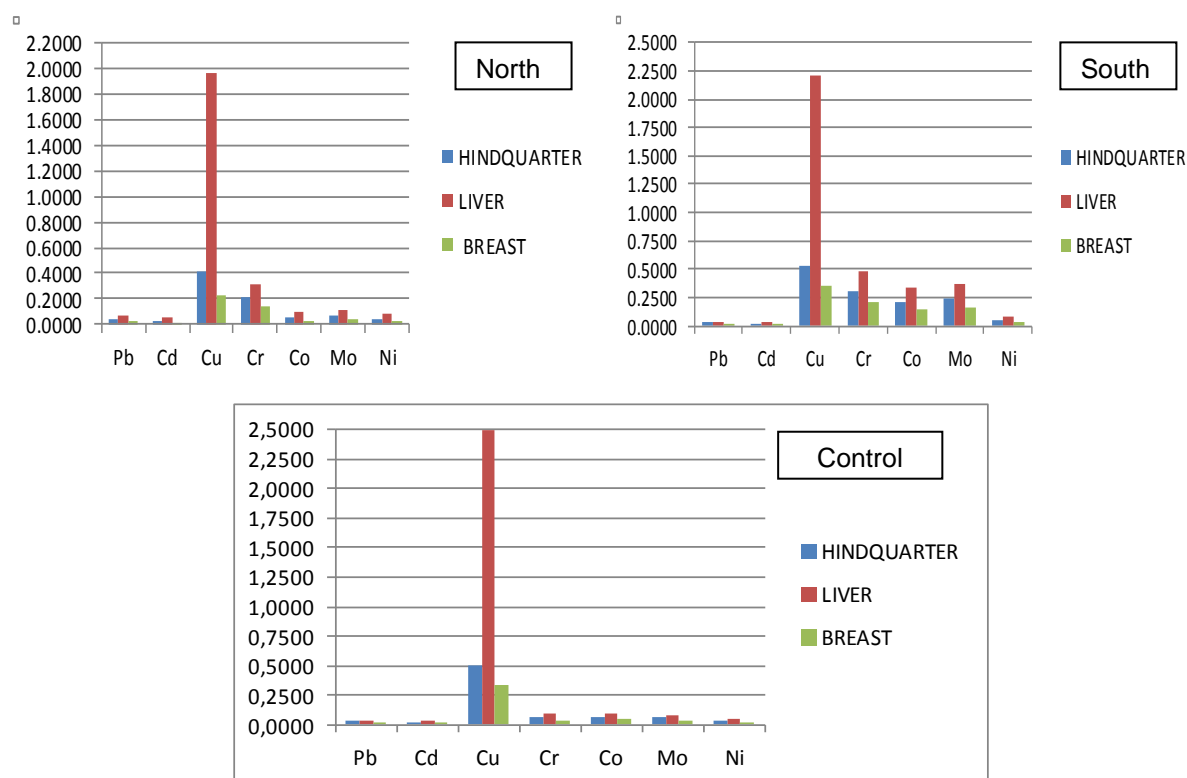 North
2.2000
2.0000
1.8000
1.6000
1.4000
1.2000
1.0000
0.8000
0.6000
0.4000
0.2000
0.0000
Pb Cd Cu Cr Co Mo Ni
HINDQUARTER
LIVER
BREAST
South
2.5000
2.2500
2.0000
1.7500
1.5000
1.2500
1.0000
0.7500
0.5000
0.2500
0.0000
Pb Cd Cu Cr Co Mo Ni
HINDQUARTER
LIVER
BREAST
Control
2,5000
2,2500
2,0000
1,7500
1,5000
1,2500
1,0000
0,7500
0,5000
0,2500
0,0000
Pb Cd Cu Cr Co Mo Ni
HINDQUARTER
LIVER
BREAST